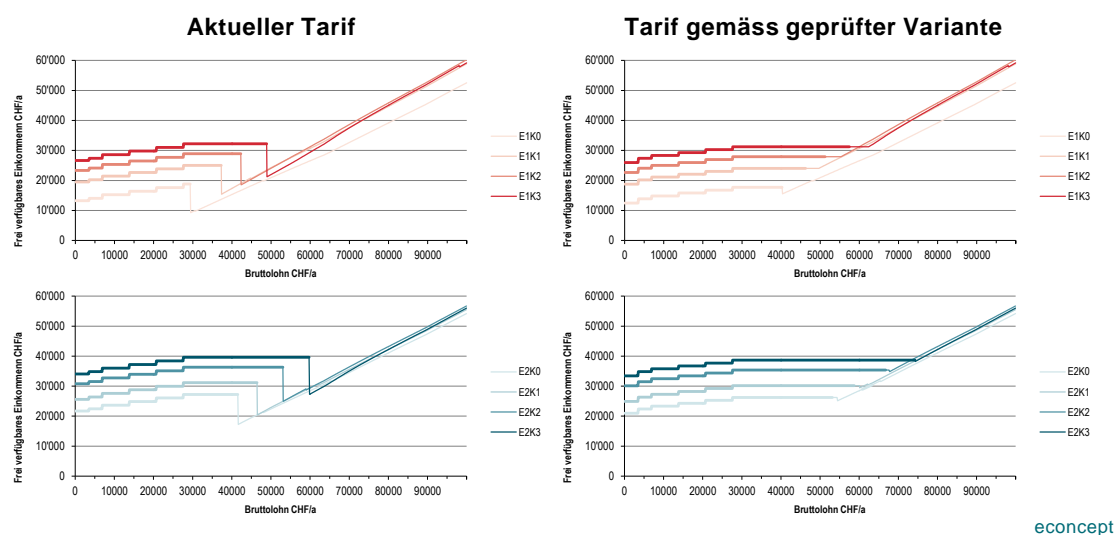 Aktueller Tarif
Tarif gemäss geprüfter Variante
Frei verfügbares Einkommenn CHF/a
60'000
50'000
40'000
30'000
20'000
10'000
0
0 10000 20000 30000 40000 50000 60000 70000 80000 90000
Bruttolohn CHF/a
E1K0
E1K1
E1K2
E1K3
Frei verfügbares Einkommenn CHF/a
60'000
50'000
40'000
30'000
20'000
10'000
0
0 10000 20000 30000 40000 50000 60000 70000 80000 90000
Bruttolohn CHF/a
E1K0
E1K1
E1K2
E1K3
Frei verfügbares Einkommenn CHF/a
60'000
50'000
40'000
30'000
20'000
10'000
0
0 10000 20000 30000 40000 50000 60000 70000 80000 90000
Bruttolohn CHF/a
E2K0
E2K1
E2K2
E2K3
Frei verfügbares Einkommenn CHF/a
60'000
50'000
40'000
30'000
20'000
10'000
0
0 10000 20000 30000 40000 50000 60000 70000 80000 90000
Bruttolohn CHF/a
E2K0
E2K1
E2K2
E2K3
econcept